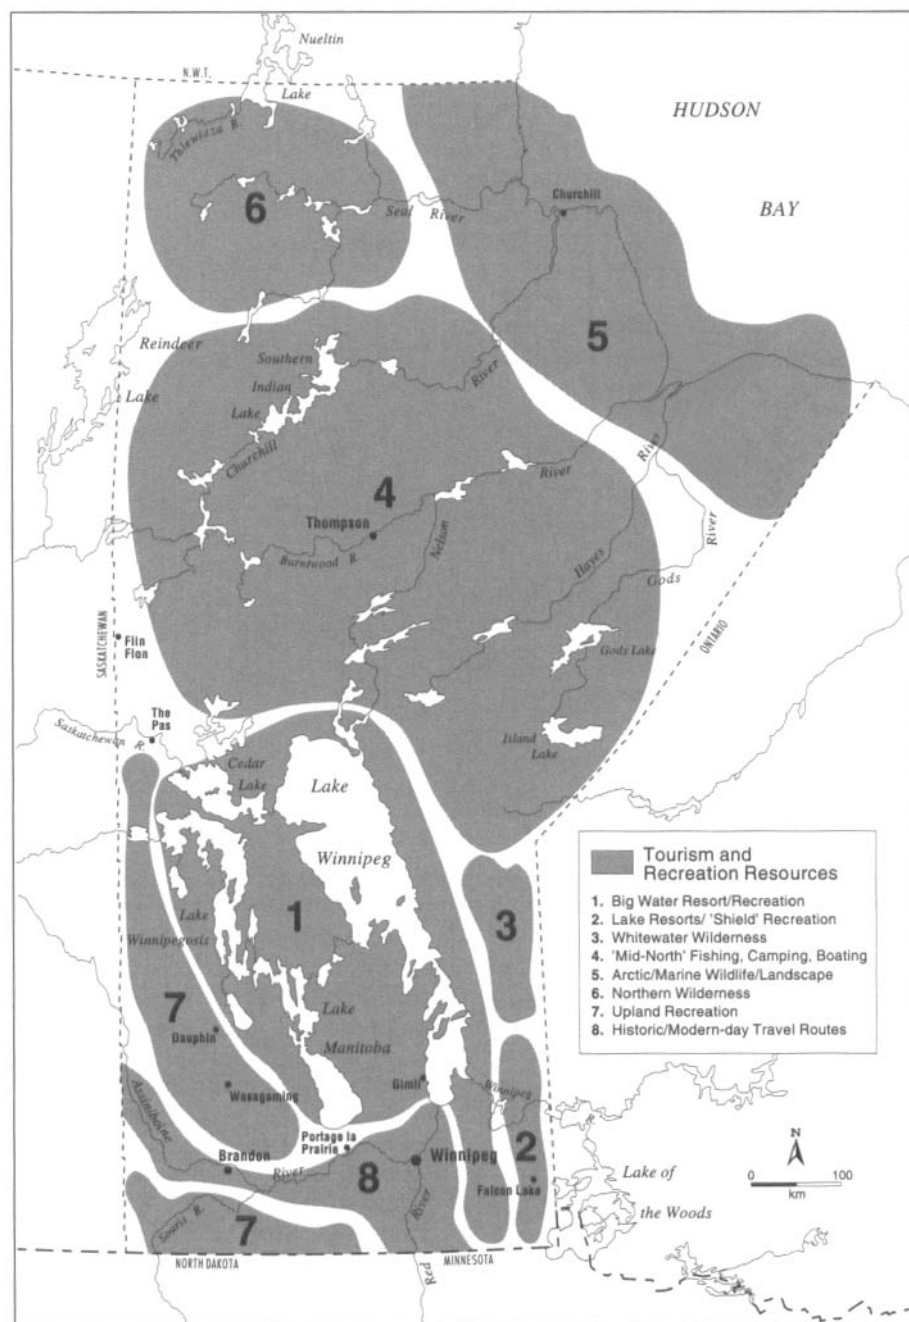 Nueltin
N.W.T.
Lake
HUDSON
Thlewiaza R.
BAY
6
Churchill
Seal River
5
Reindeer
Southern
Indian
River
Lake
Lake
Churchill
River
River
4
Thompson
River
Nelson
Burntwood R.
Hayes
Gods
SASKATCHEWAN
Flin
Flon
Gods Lake
ONTARIO
The
Pas
Saskatchewan R.
Island
Lake
Cedar
Lake
Lake
Winnipeg
Tourism and
Recreation Resources
1. Big Water Resort/Recreation
2. Lake Resorts/ 'Shield' Recreation
3. Whitewater Wilderness
4. 'Mid-North' Fishing, Camping, Boating
5. Arctic/Marine Wildlife/Landscape
6. Northern Wilderness
7. Upland Recreation
8. Historic/Modern-day Travel Routes
1
3
Lake
Winnipegosis
7
Lake
Manitoba
Dauphin
Gimli
Winnipeg
R.
Wasagaming
Assiniboine
Portage la
Prairie
N
2
Brandon
River
8
Winnipeg
Falcon Lake
Lake of
the Woods
0 100
km
Souris R.
7
River
Red
NORTH DAKOTA
MINNESOTA